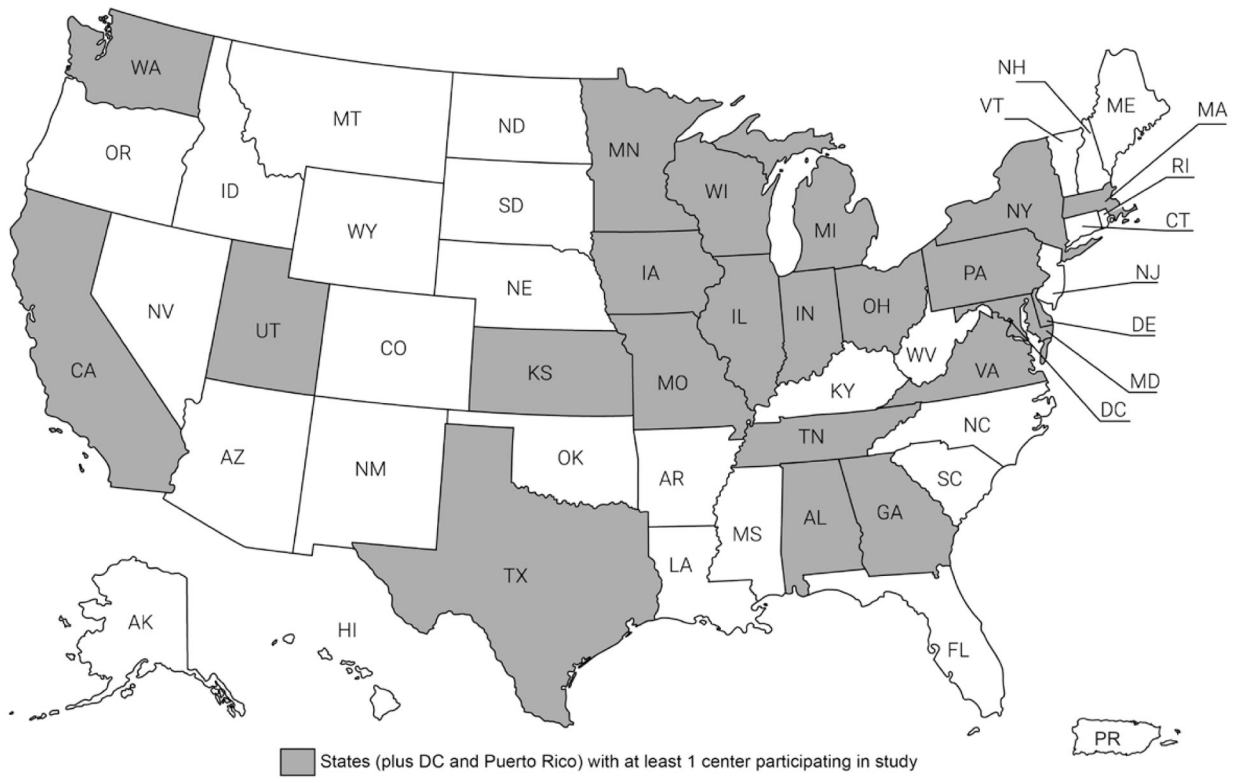 WA
MT
ND
MN
OR
ID
SD
WI
WY
MI
NH
VT
ME
MA
NY
RI
CT
NV
UT
NE
IA
PA
NJ
CA
CO
IL
IN
OH
DE
KS
MO
WV
VA
MD
KY
DC
AZ
NM
OK
AR
TN
NC
SC
MS
AL
GA
TX
LA
AK
HI
FL
PR
States (plus DC and Puerto Rico) with at least 1 center participating in study